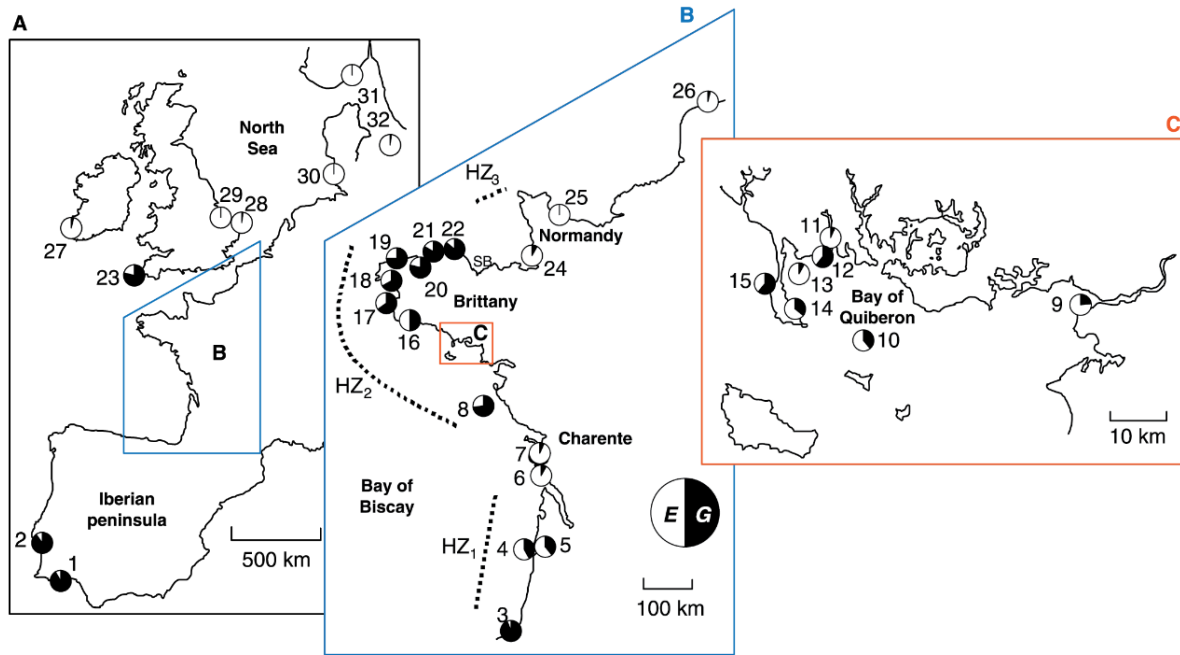 A
31
32
North
Sea
30
29
28
27
23
B
Iberian
peninsula
2
1
500 km
B
26
HZ3
25
Normandy
24
19
21
22
SB
20
18
Brittany
17
16
C
HZ2
8
Charente
7
6
Bay of
Biscay
E G
HZ1
4
5
100 km
3
C
11
12
15
13
14
Bay of
Quiberon
9
10
10 km